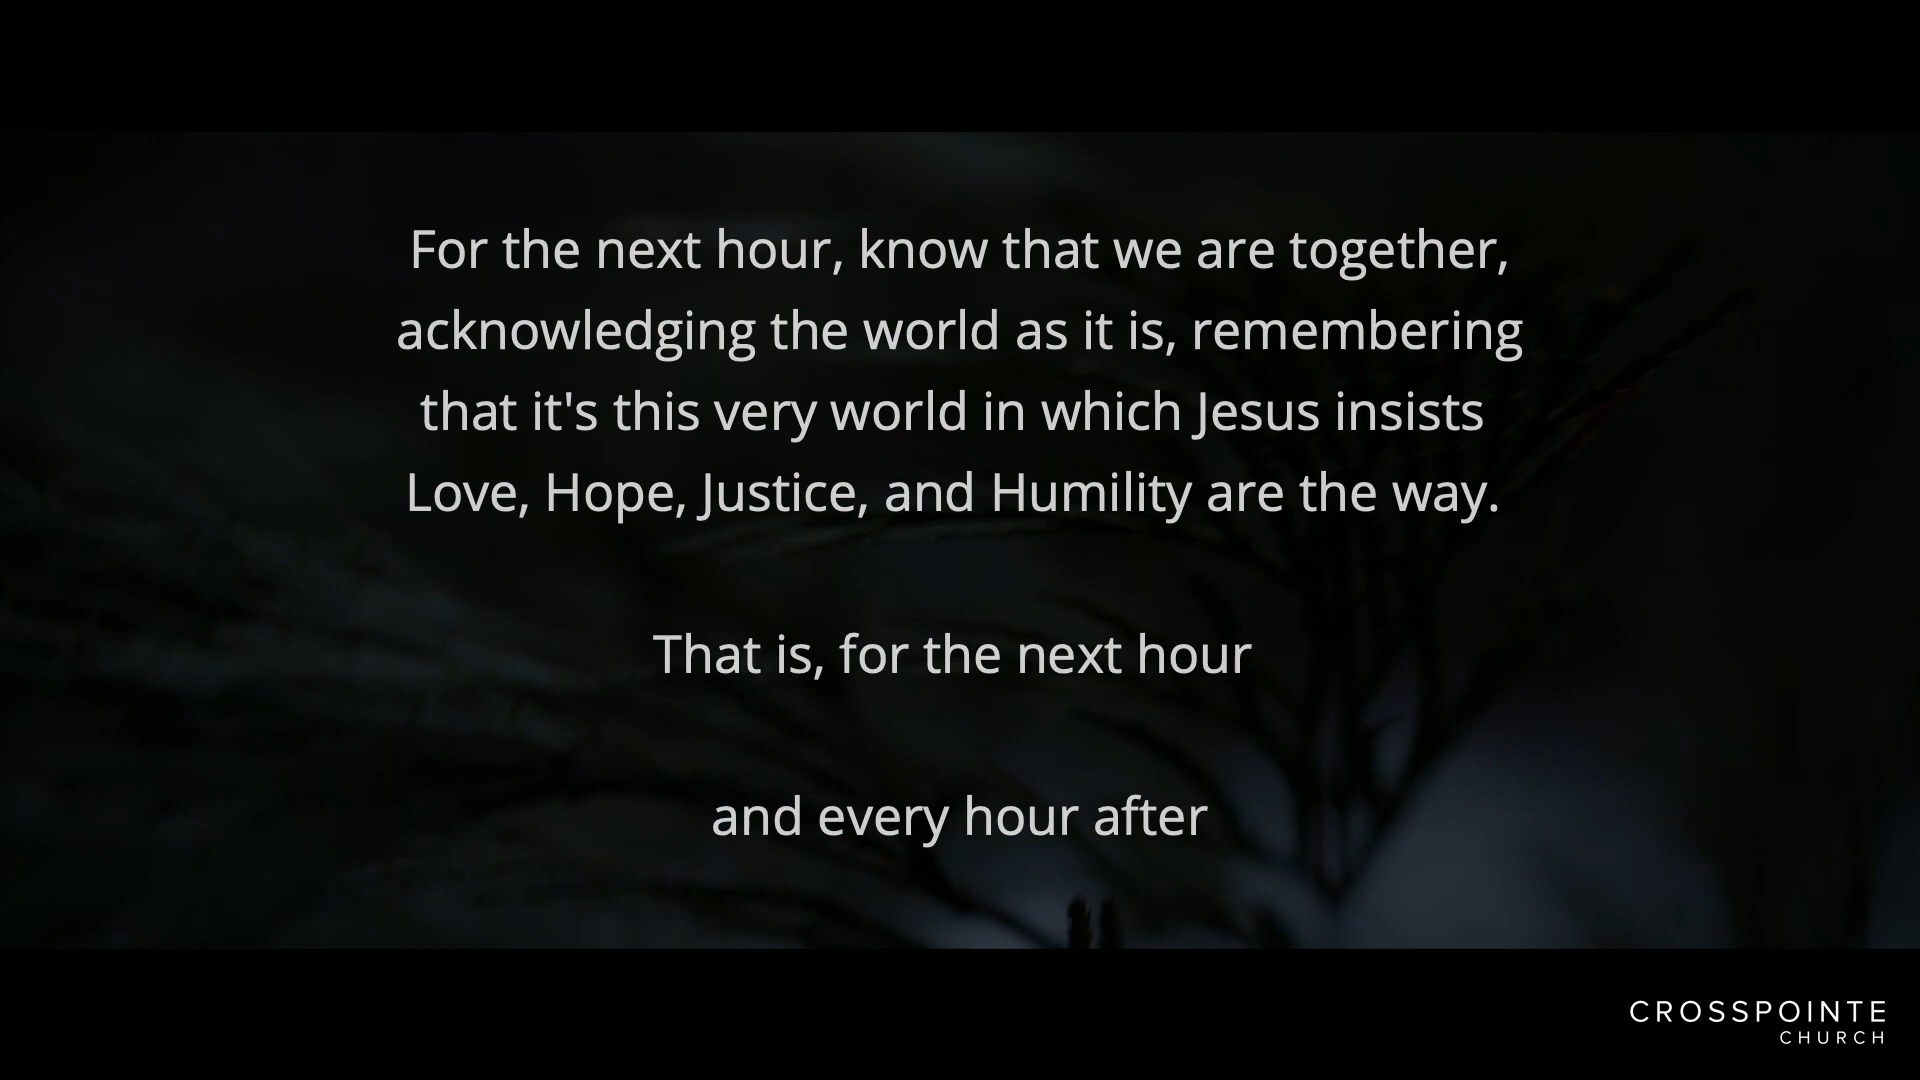 For the next hour, know that we are together,
acknowledging the world as it is, remembering
that it's this very world in which Jesus insists
Love, Hope, Justice, and Humility are the way.
That is, for the next hour
and every hour after
CROSSPOINTE
CHURCH